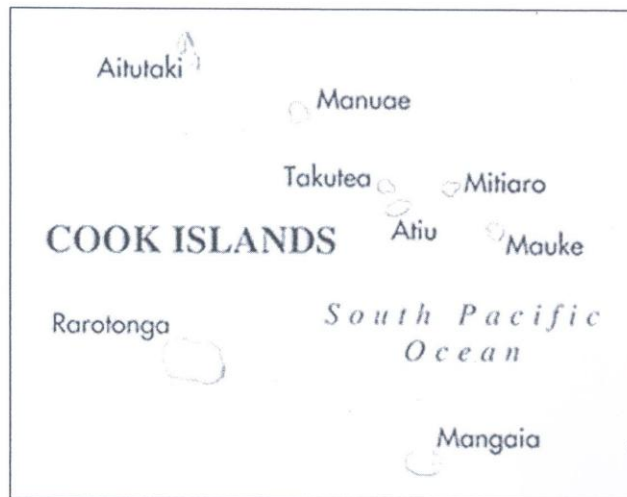 Aitutaki
Manuae
Takutea
Mitiaro
Atiu
Mauke
COOK ISLANDS
Rarotonga
South Pacific
Ocean
Mangaia